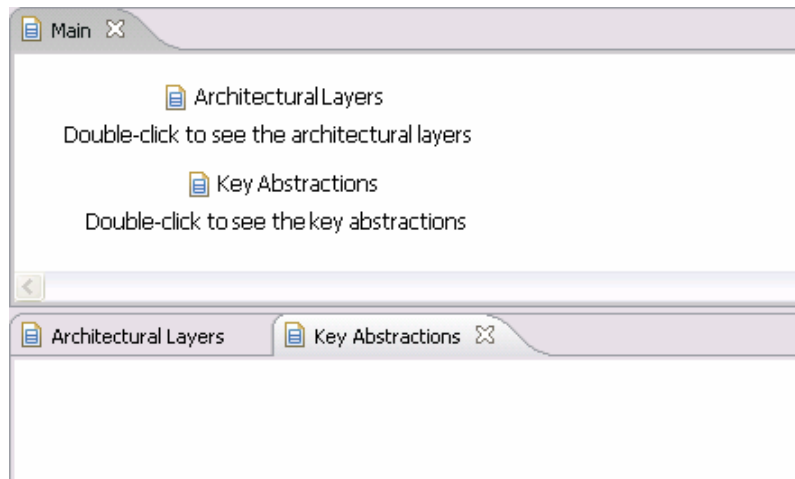 Main
Architectural Layers
Double-click to see the architectural layers
Key Abstractions
Double-click to see the key abstractions
Architectural Layers Key Abstractions